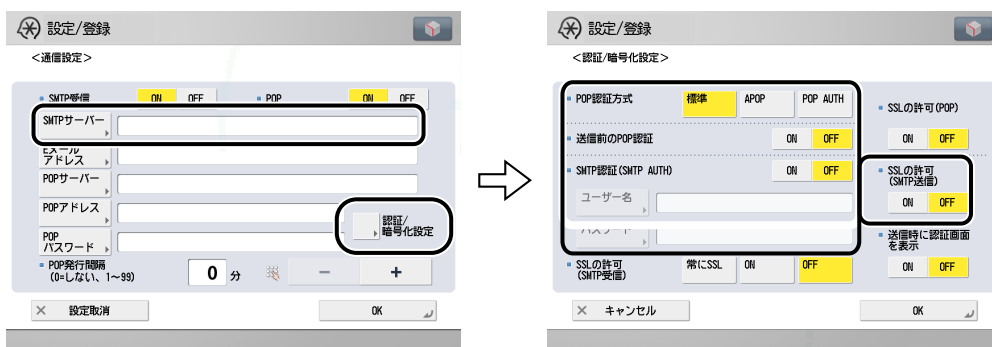 設定/登録
<通信設定>
SMTP受信 ON OFF POP ON OFF
SMTPサーバー
Eメール
アドレス
POPサーバー
POPアドレス
認証/
暗号化設定
POP
パスワード
POP発行間隔
(0=しない、1〜99)
0 分 − +
× 設定取消
OK
設定/登録
<認証/暗号化設定>
POP認証方式 標準 APOP POP AUTH
送信前のPOP認証 ON OFF
SMTP認証(SMTP AUTH) ON OFF
ユーザー名
パスワード
SSLの許可
(SMTP受信)
常にSSL ON OFF
SSLの許可(POP)
ON OFF
SSLの許可
(SMTP送信)
ON OFF
送信時に認証画面
を表示
ON OFF
× キャンセル
OK